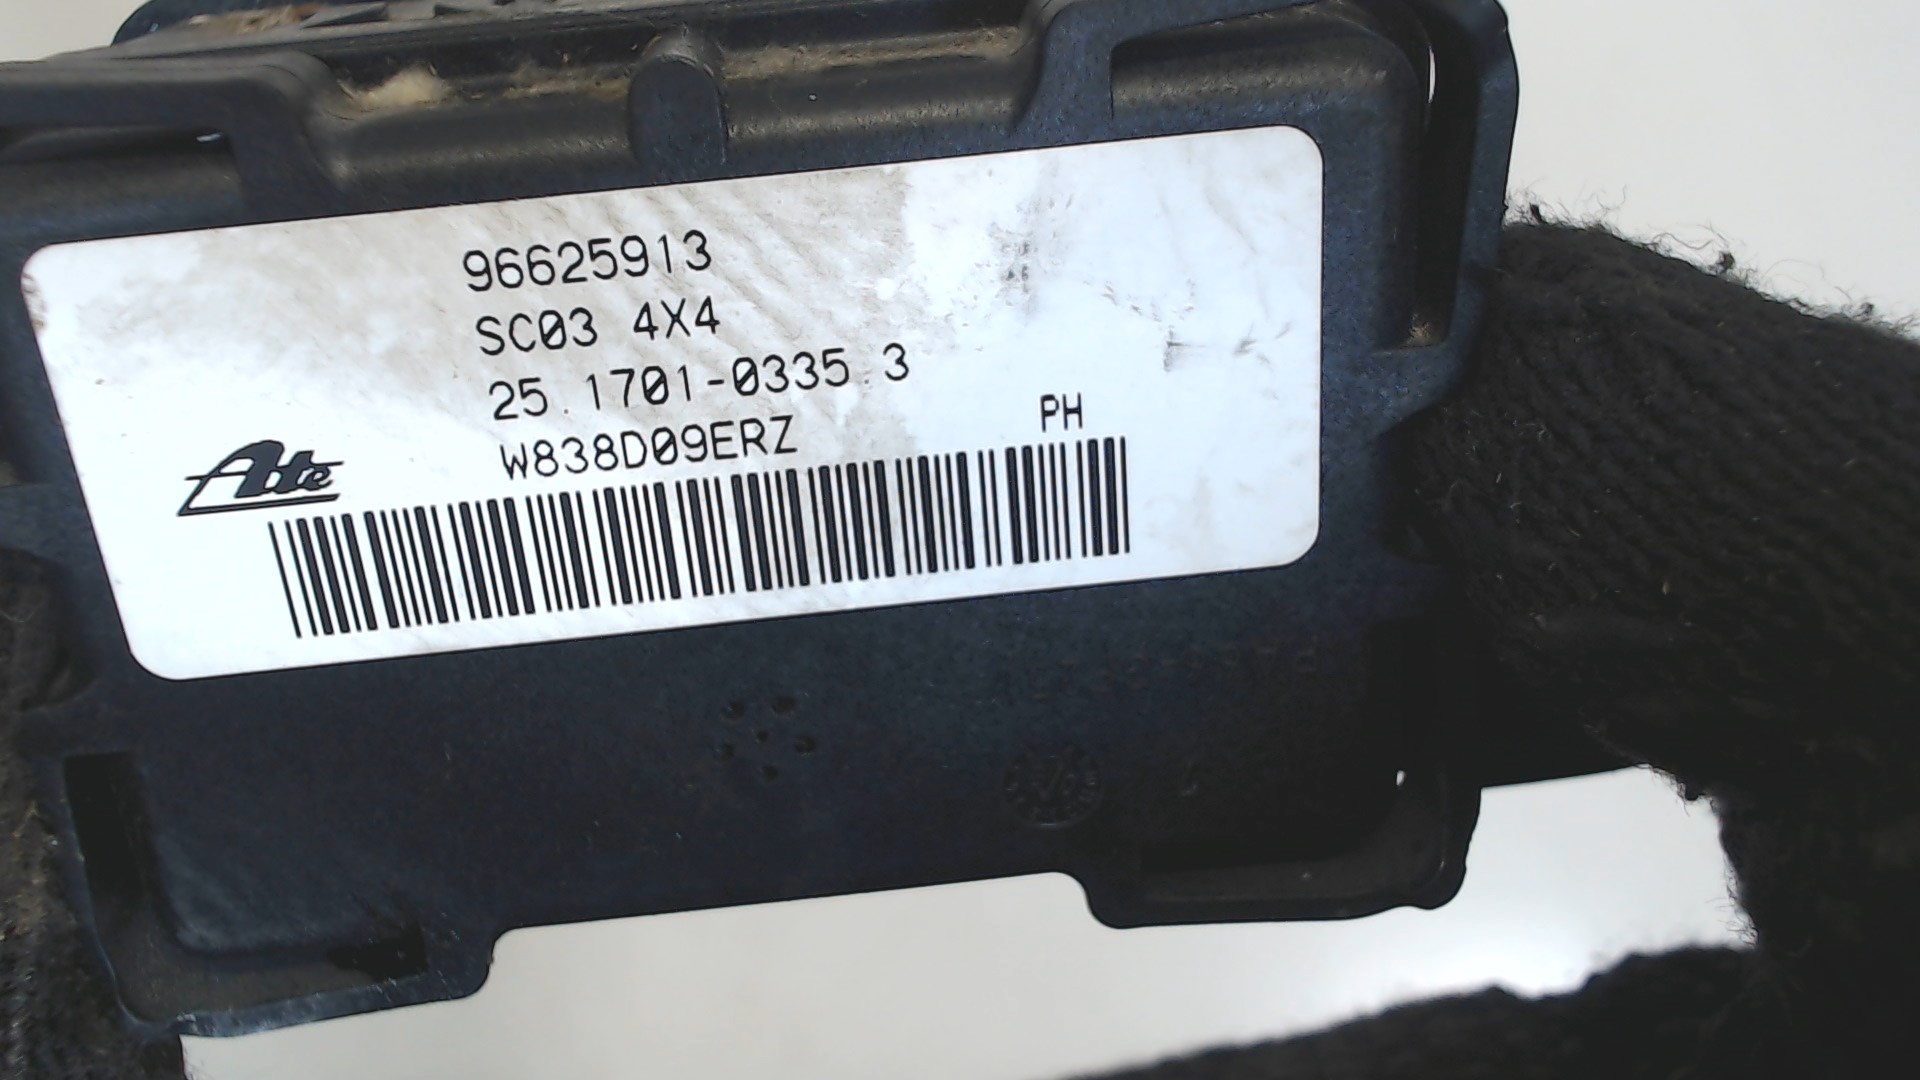 96625913
SC03 4X4
25.1701-0335.3
W838D09ERZ
PH
Ate